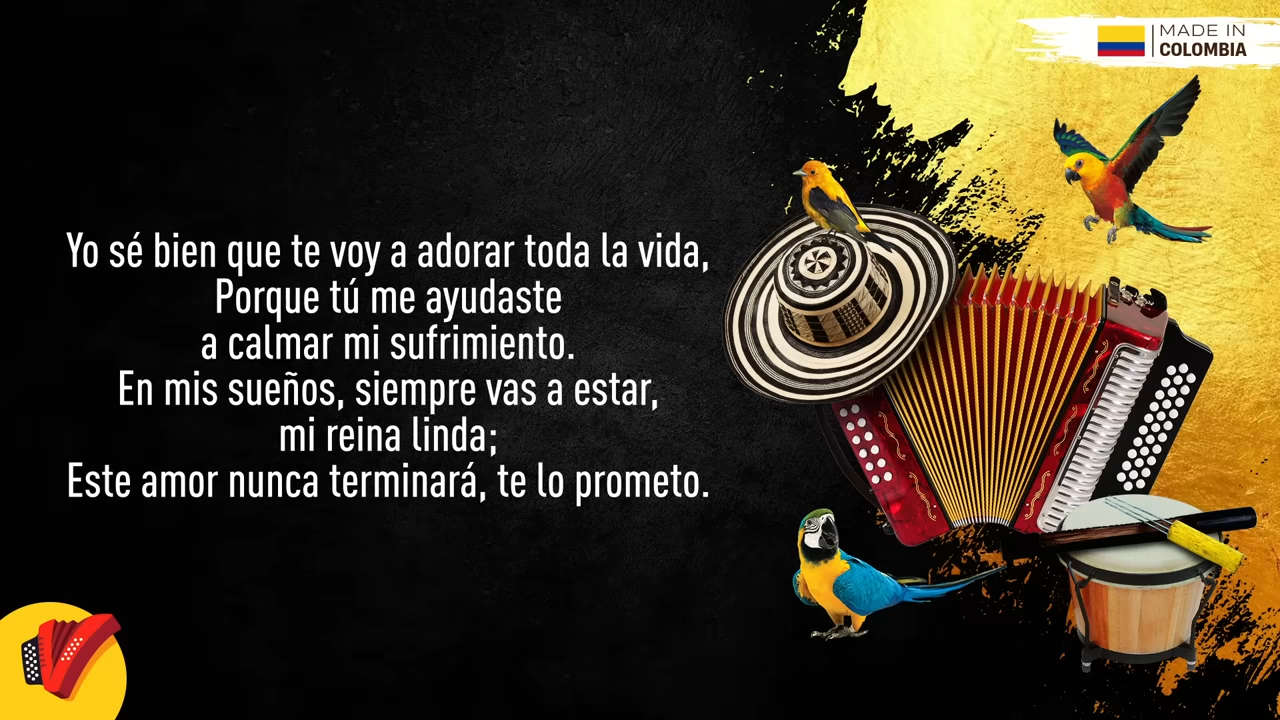 MADE IN
COLOMBIA
Yo sé bien que te voy a adorar toda la vida,
Porque tú me ayudaste
a calmar mi sufrimiento.
En mis sueños, siempre vas a estar,
mi reina linda;
Este amor nunca terminará, te lo prometo.